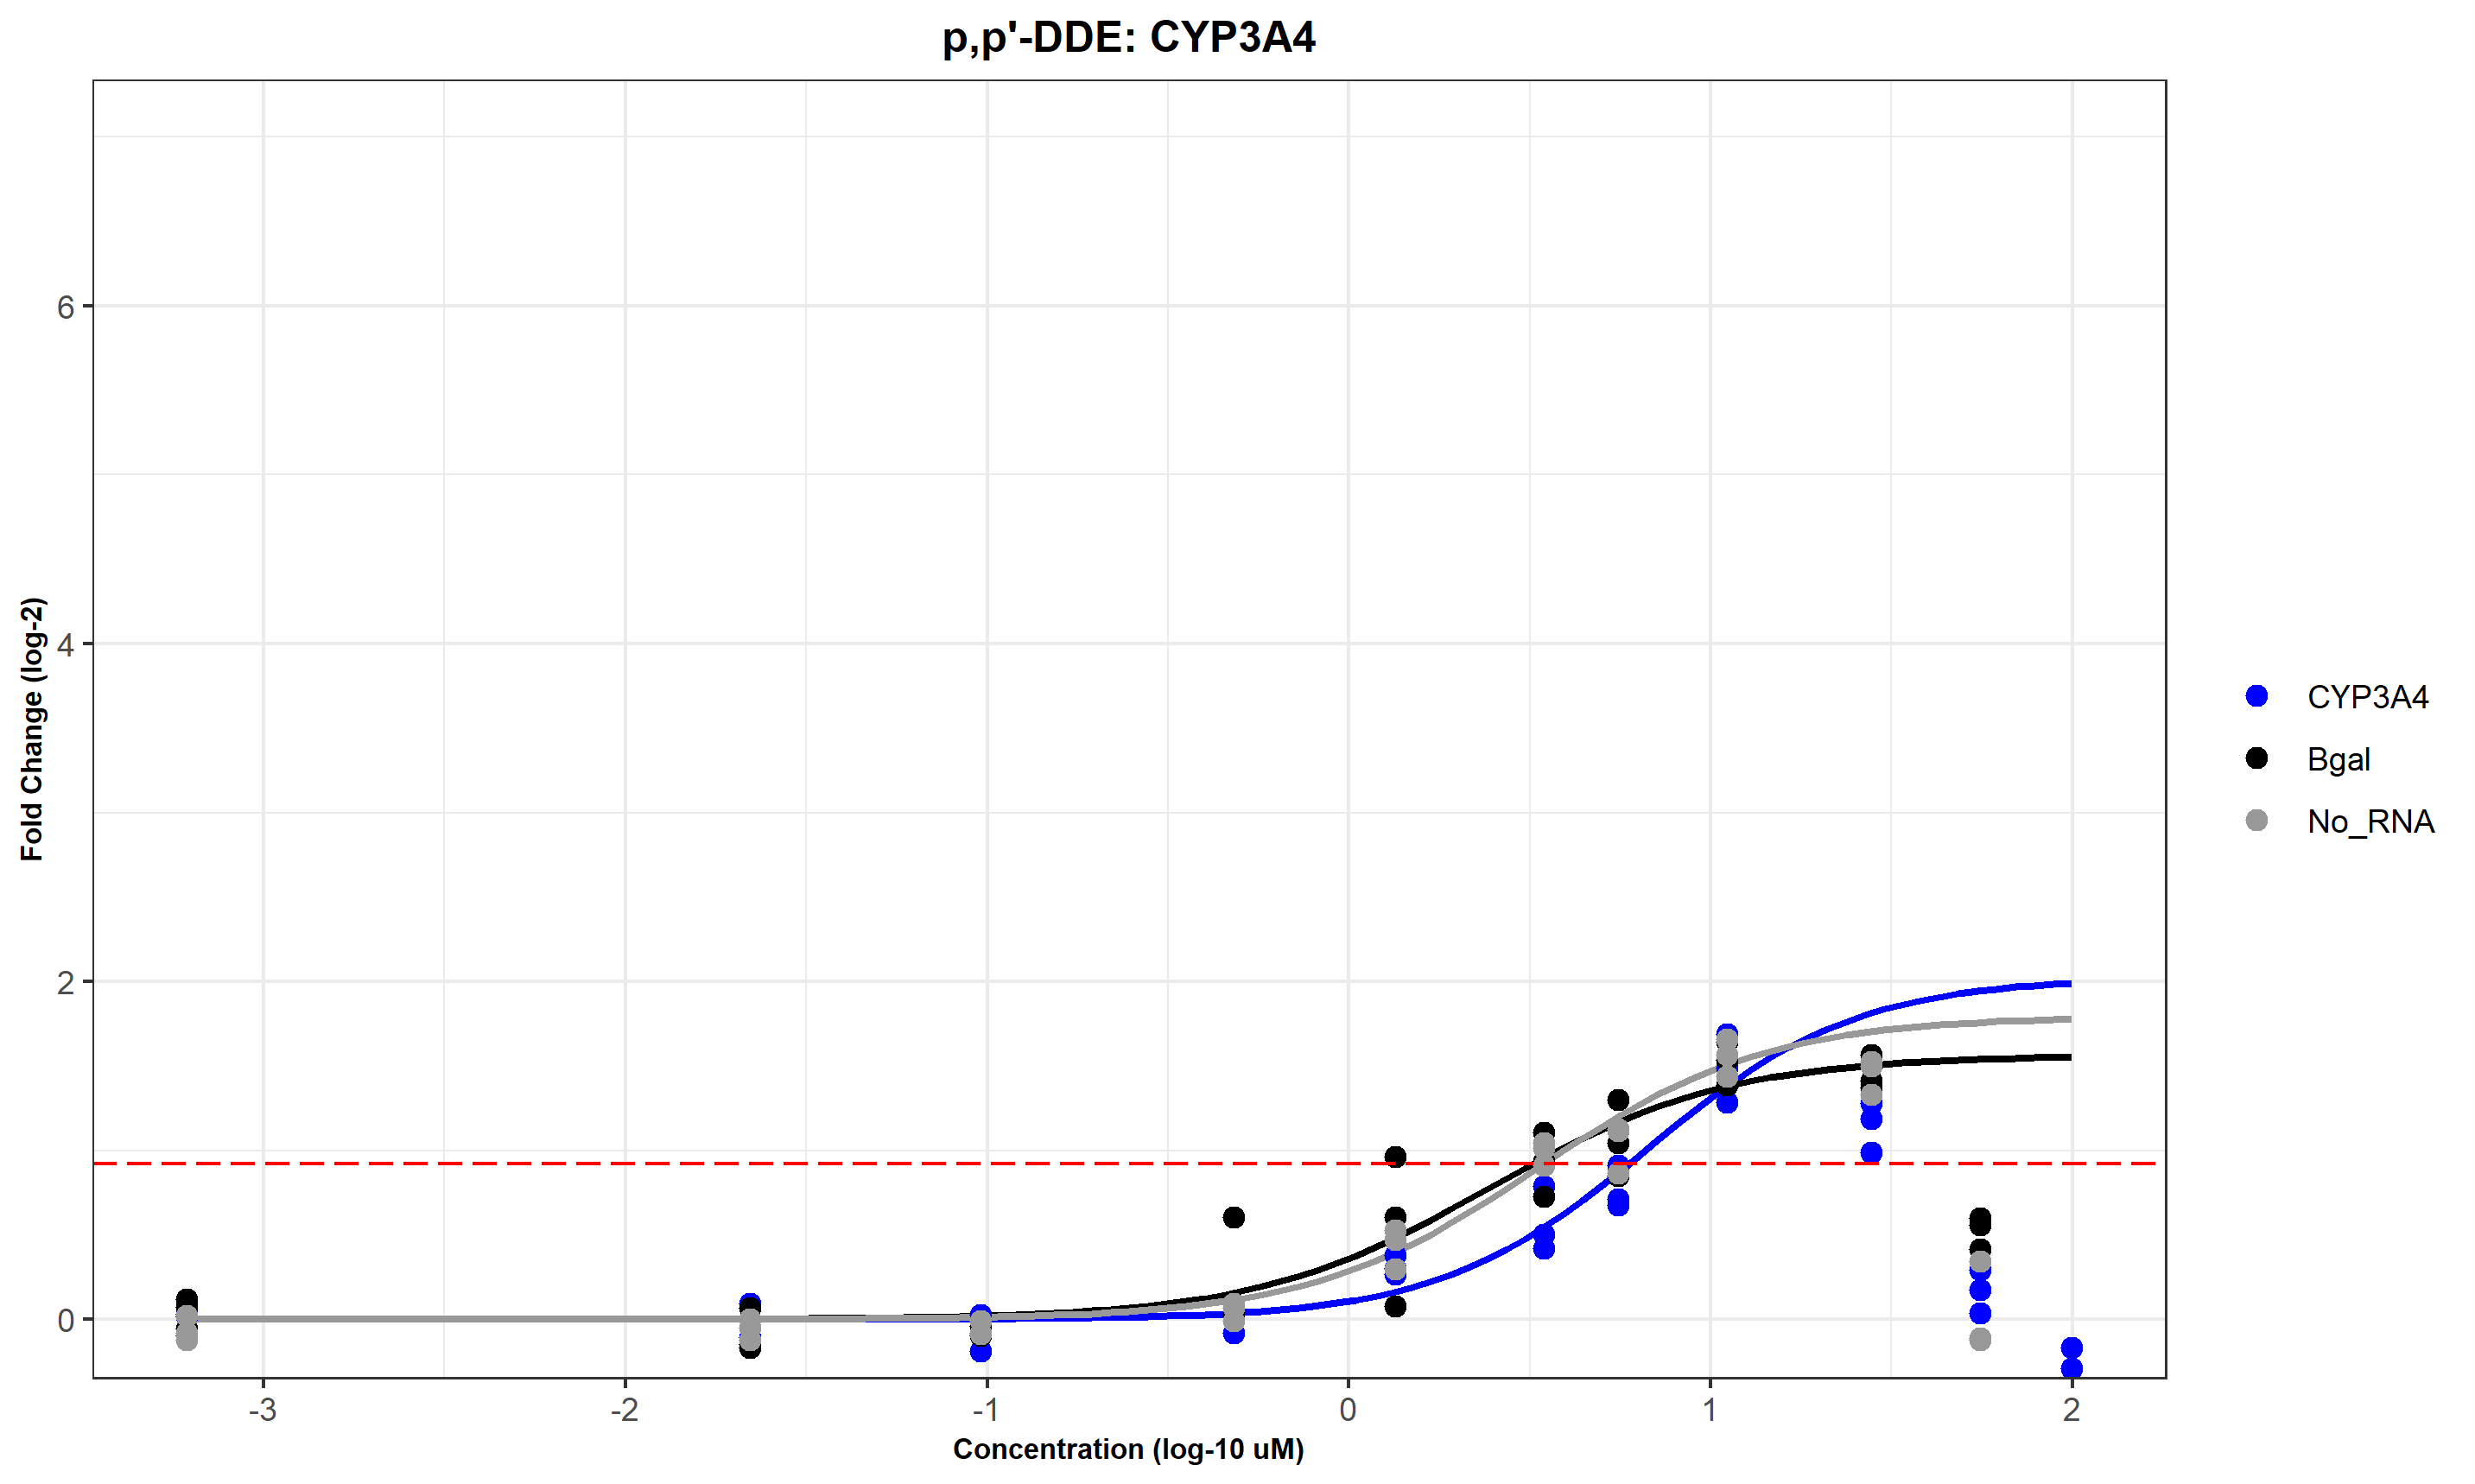 p,p'-DDE: CYP3A4
Fold Change (log-2)
6
4
2
0
-3
-2
-1
0
1
2
Concentration (log-10 uM)
CYP3A4
Bgal
No_RNA